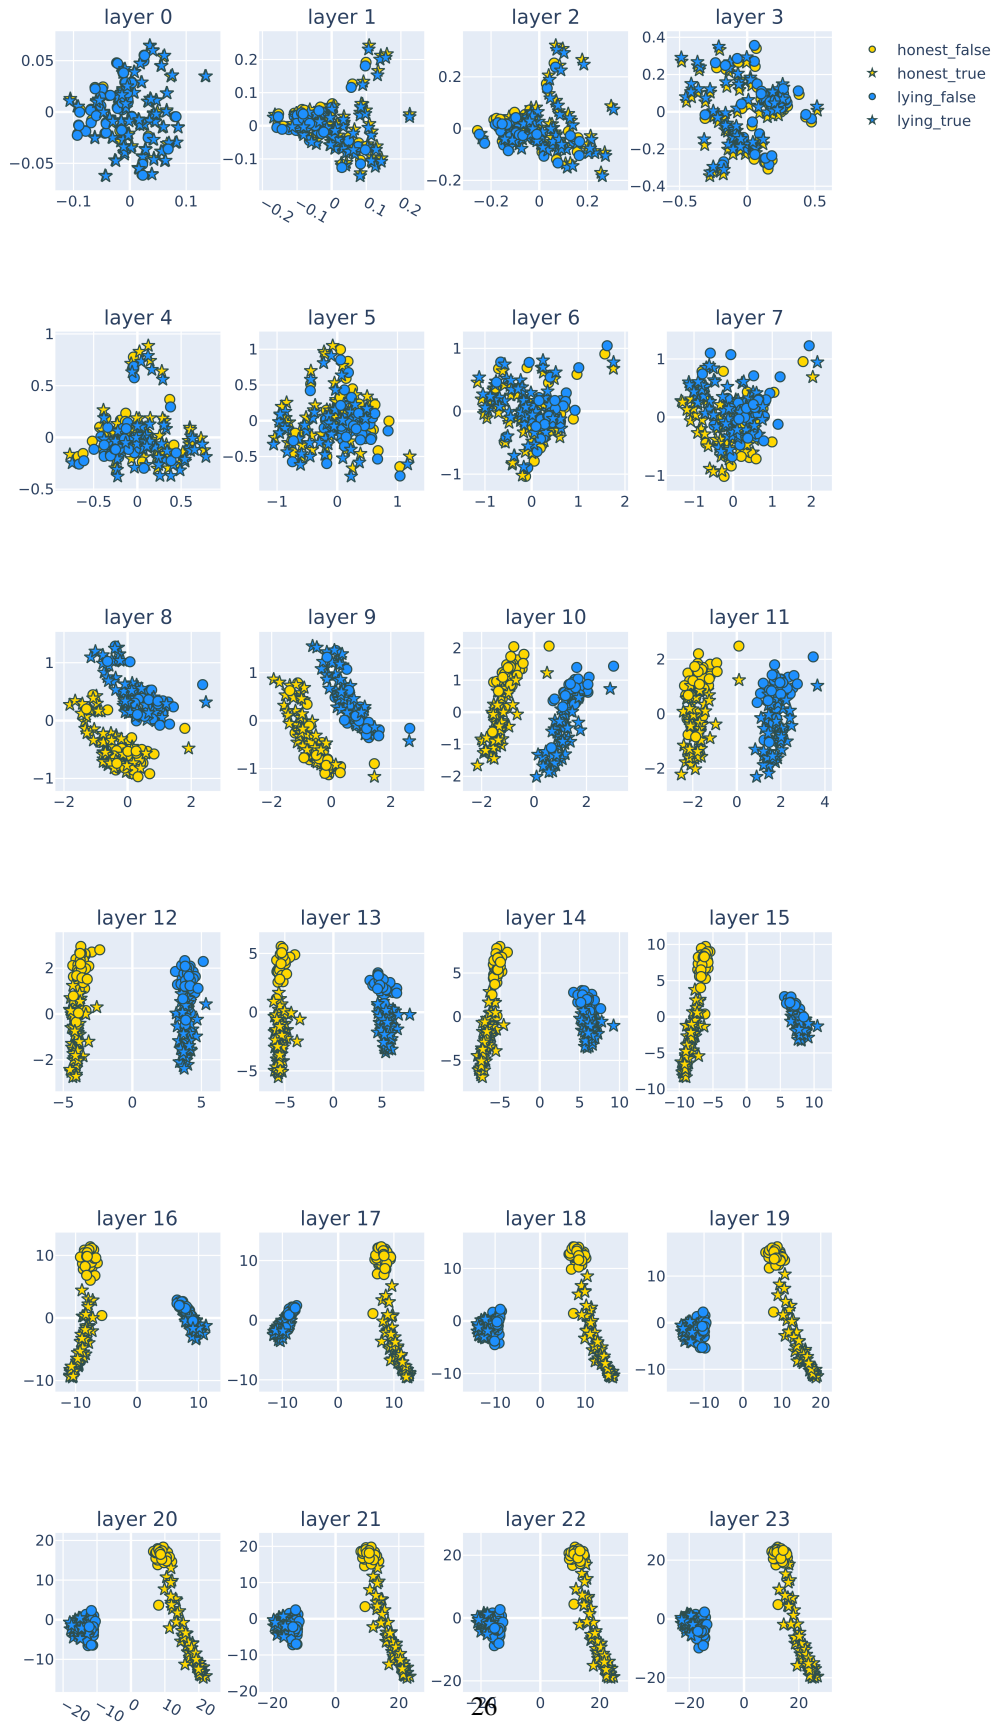 layer 0 layer 1 layer 2 layer 3
honest_false
honest_true
lying_false
lying_true
0.05
0
−0.05
−0.1 0 0.1
0.2
0.1
0
−0.1
−0.2 −0.1 0 0.1 0.2
0.2
0
−0.2
−0.2 0 0.2
0.4
0.2
0
−0.2
−0.4
−0.5 0 0.5
layer 4 layer 5 layer 6 layer 7
1
0.5
0
−0.5
−0.5 0 0.5
1
0.5
0
−0.5
−1 0 1
1
0
−1
−1 0 1 2
1
0
−1
−1 0 1 2
layer 8 layer 9 layer 10 layer 11
1
0
−1
−2 0 2
1
0
−1
−2 0 2
2
1
0
−1
−2
−2 0 2
2
0
−2
−2 0 2 4
layer 12 layer 13 layer 14 layer 15
2
0
−2
−5 0 5
5
0
−5
−5 0 5
5
0
−5
−5 0 5 10
10
5
0
−5
−10
−10 −5 0 5 10
layer 16 layer 17 layer 18 layer 19
10
0
−10
−10 0 10
10
0
−10
−10 0 10
10
0
−10
−10 0 10
10
0
−10
−10 0 10 20
layer 20 layer 21 layer 22 layer 23
20
10
0
−10
−20 −10 0 10 20
20
10
0
−10
−20
−20 0 20
20
0
−20
−20 0 20
20
0
−20
−20 0 20
26